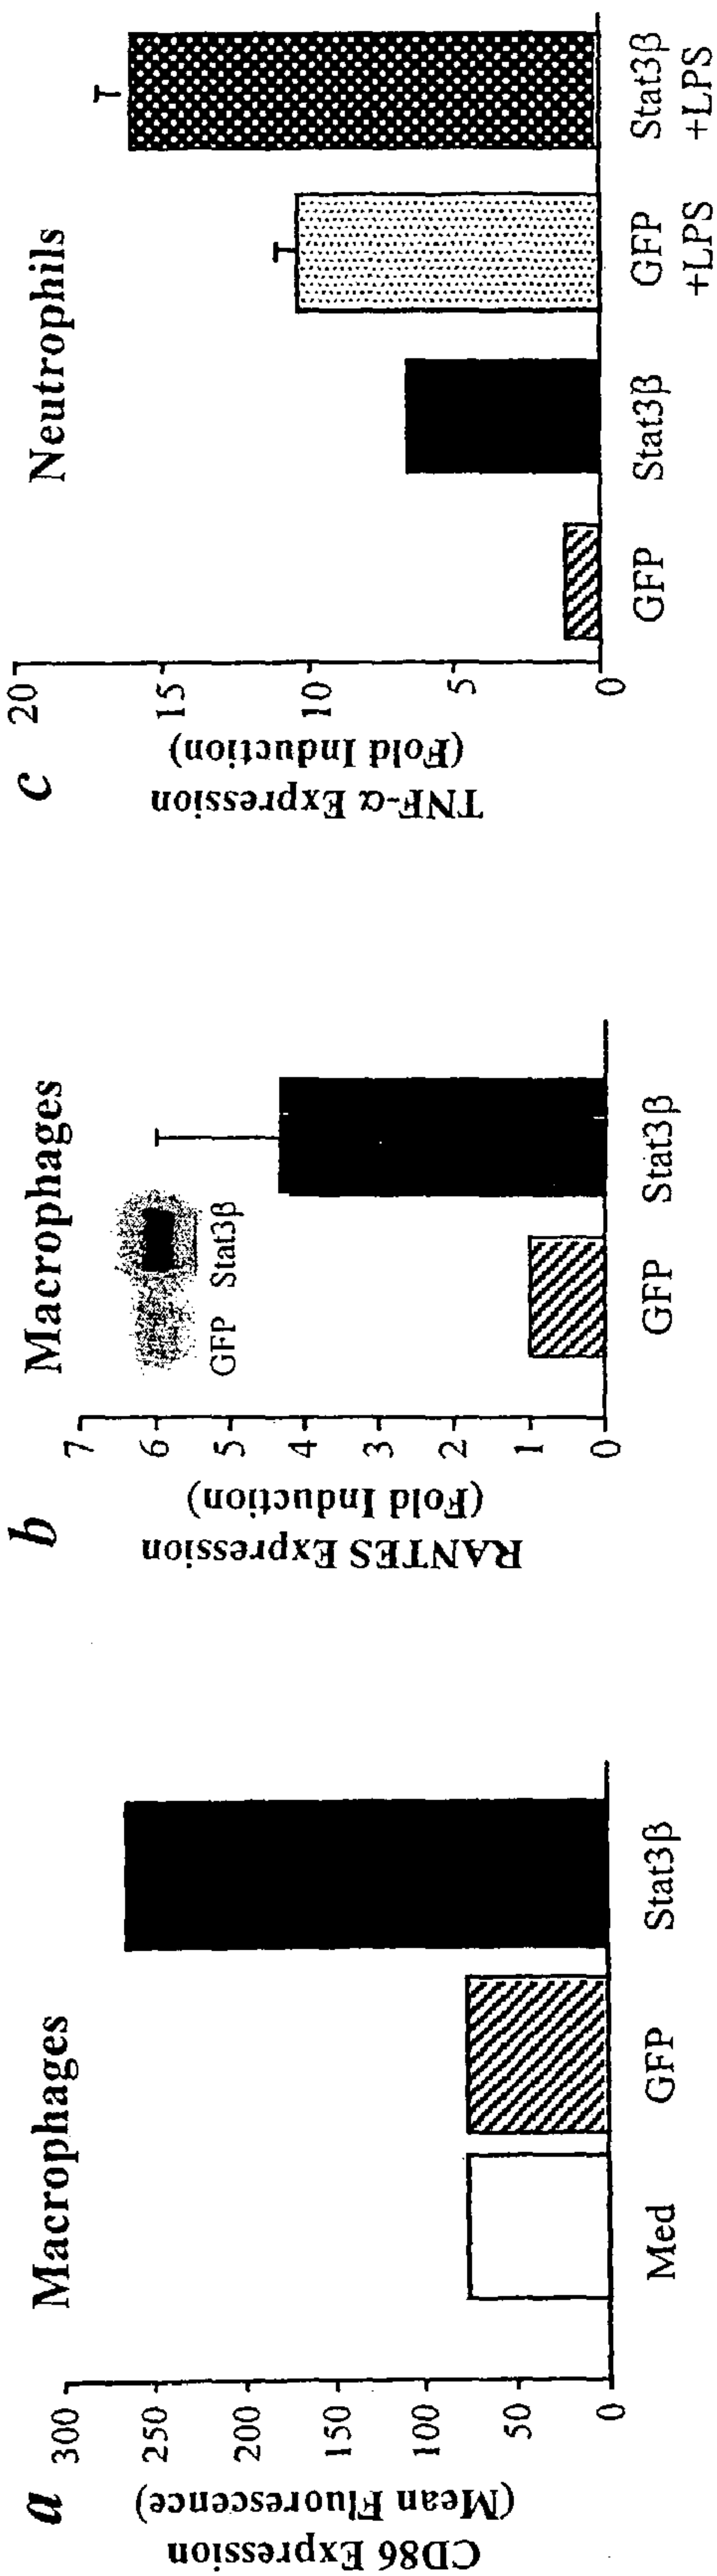 a
Macrophages
CD86 Expression
(Mean Fluorescence)
300
250
200
150
100
50
0
Med
GFP
Stat3β
b
Macrophages
RANTES Expression
(Fold Induction)
7
6
5
4
3
2
1
0
GFP Stat3β
GFP
Stat3β
c
Neutrophils
TNF-α Expression
(Fold Induction)
20
15
10
5
0
GFP
Stat3β
GFP
+LPS
Stat3β
+LPS